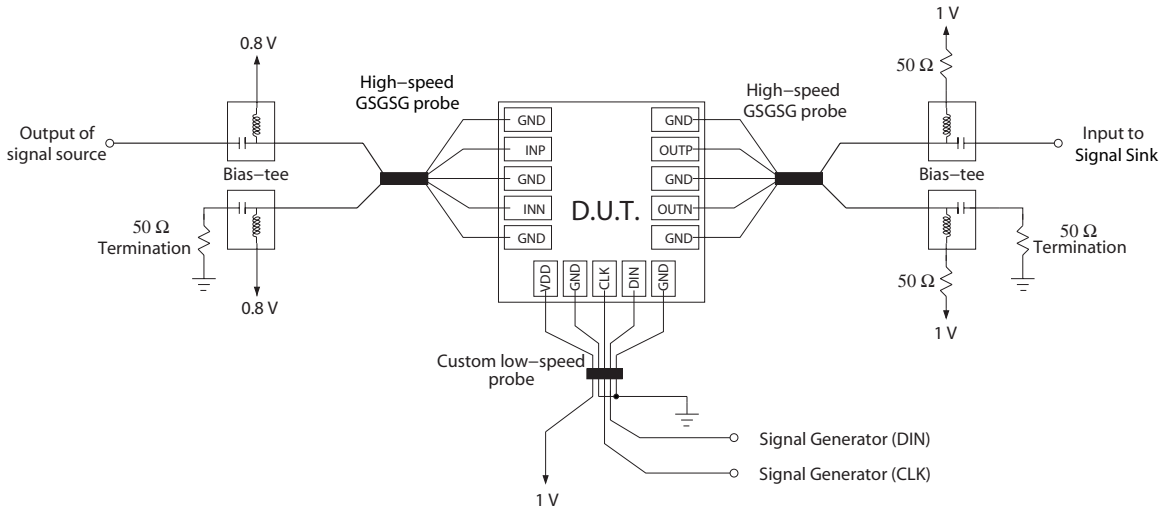 1 V
0.8 V
50 Ω
High−speed
GSGSG probe
High−speed
GSGSG probe
Output of
signal source
Bias−tee
GND
INP
GND
INN
GND
D.U.T.
GND
OUTP
GND
OUTN
GND
Input to
Signal Sink
Bias−tee
50 Ω
Termination
0.8 V
VDD
GND
CLK
DIN
GND
50 Ω
1 V
50 Ω
Termination
Custom low−speed
probe
Signal Generator (DIN)
Signal Generator (CLK)
1 V